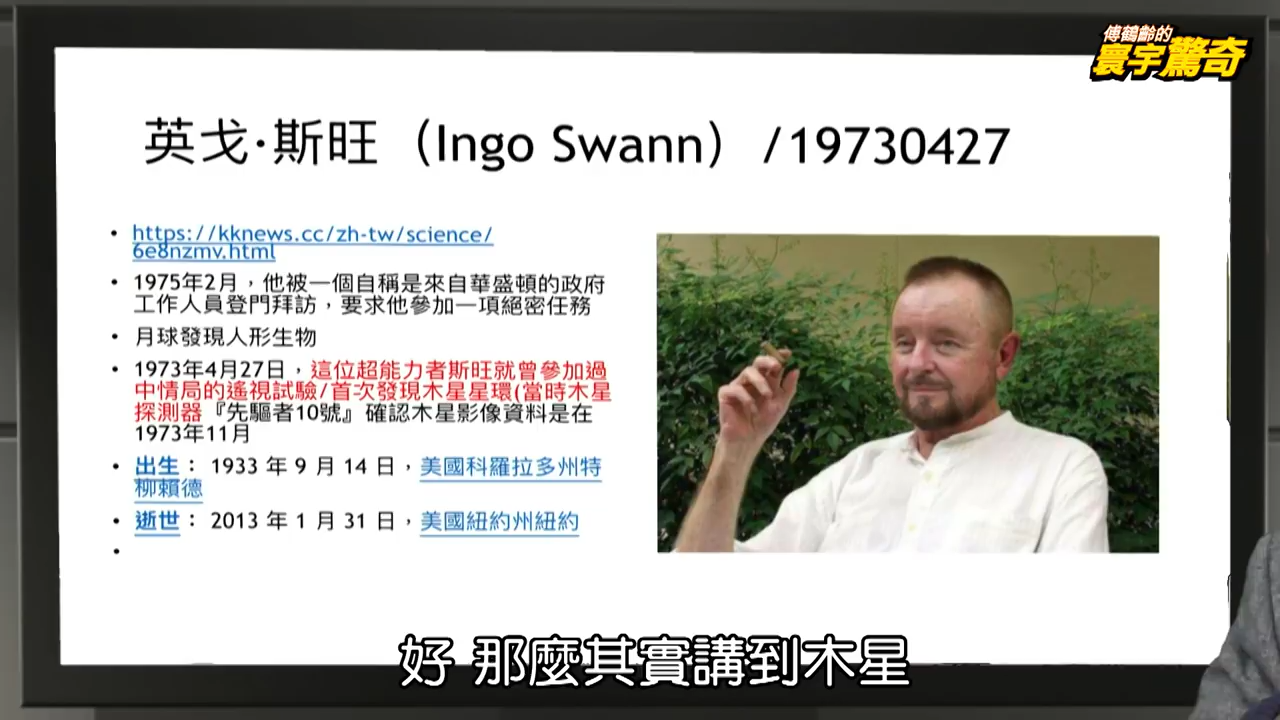 傅鶴齡的
寰宇驚奇
英戈·斯旺（Ingo Swann）/19730427
• https://kknews.cc/zh-tw/science/
6e8nzmv.html
• 1975年2月，他被一個自稱是來自華盛頓的政府
工作人員登門拜訪，要求他參加一項絕密任務
• 月球發現人形生物
• 1973年4月27日，這位超能力者斯旺就曾參加過
中情局的遙視試驗/首次發現木星星環(當時木星
探測器『先驅者10號』確認木星影像資料是在
1973年11月
• 出生： 1933 年 9 月 14 日，美國科羅拉多州特
柳賴德
• 逝世： 2013 年 1 月 31 日，美國紐約州紐約
•
好 那麼其實講到木星